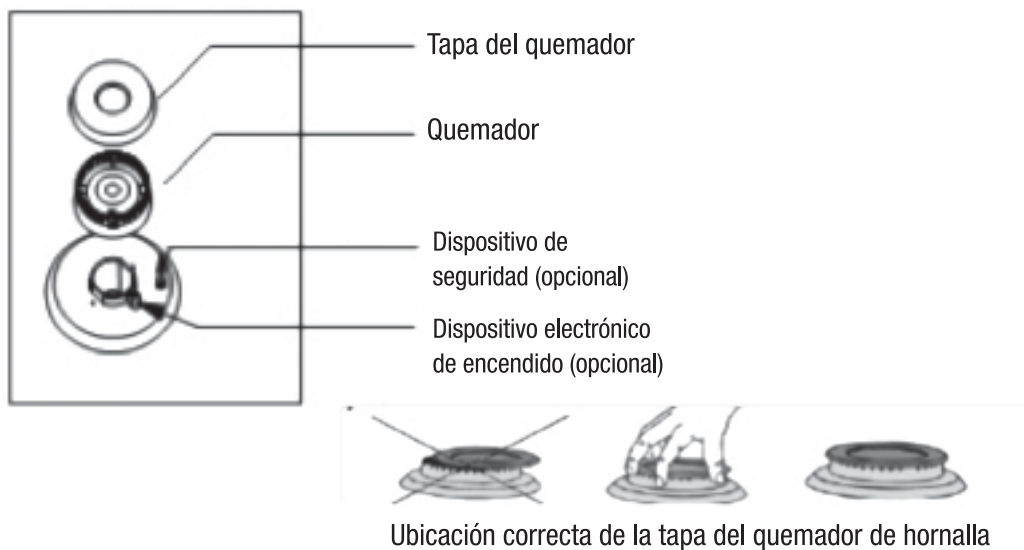 Tapa del quemador
Quemador
Dispositivo de
seguridad (opcional)
Dispositivo electrónico
de encendido (opcional)
Ubicación correcta de la tapa del quemador de hornalla